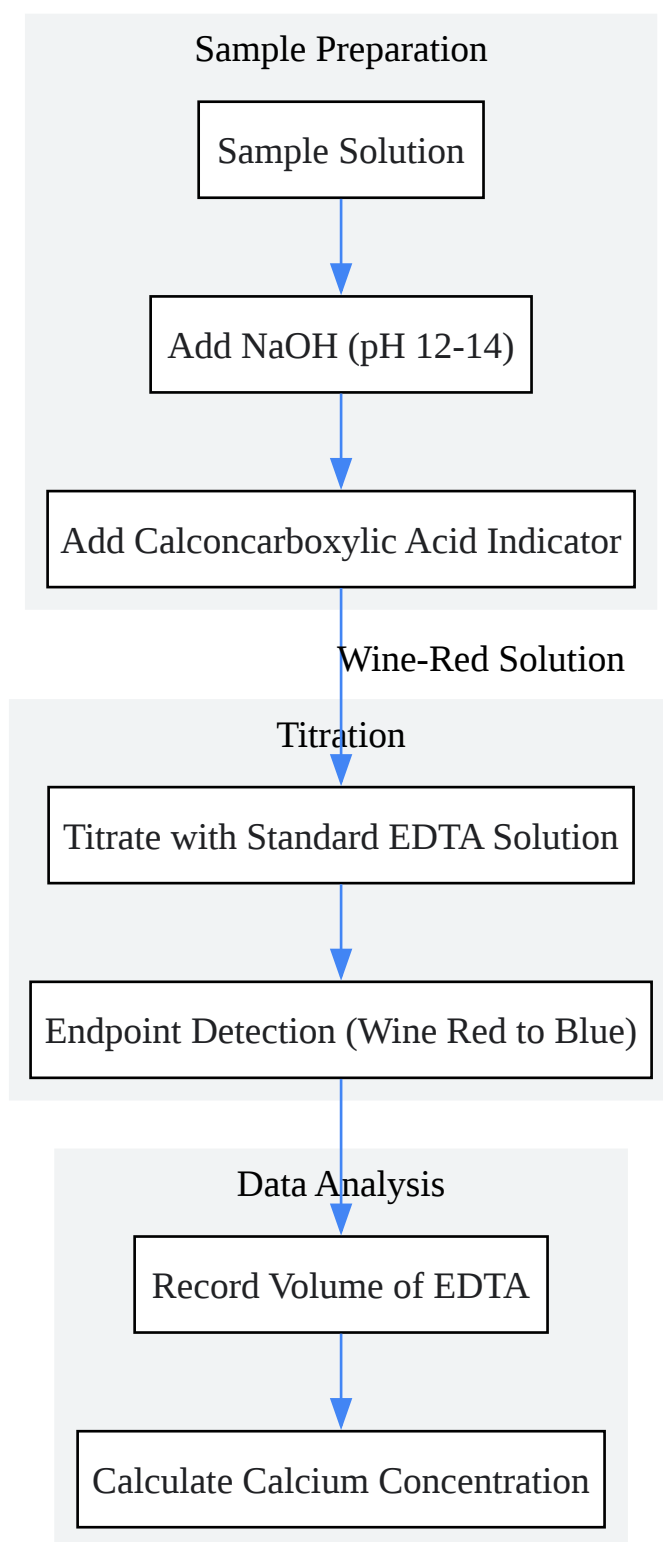 Sample Preparation
Sample Solution
Add NaOH (pH 12-14)
Add Calconcarboxylic Acid Indicator
Wine-Red Solution
Titration
Titrate with Standard EDTA Solution
Endpoint Detection (Wine Red to Blue)
Data Analysis
Record Volume of EDTA
Calculate Calcium Concentration